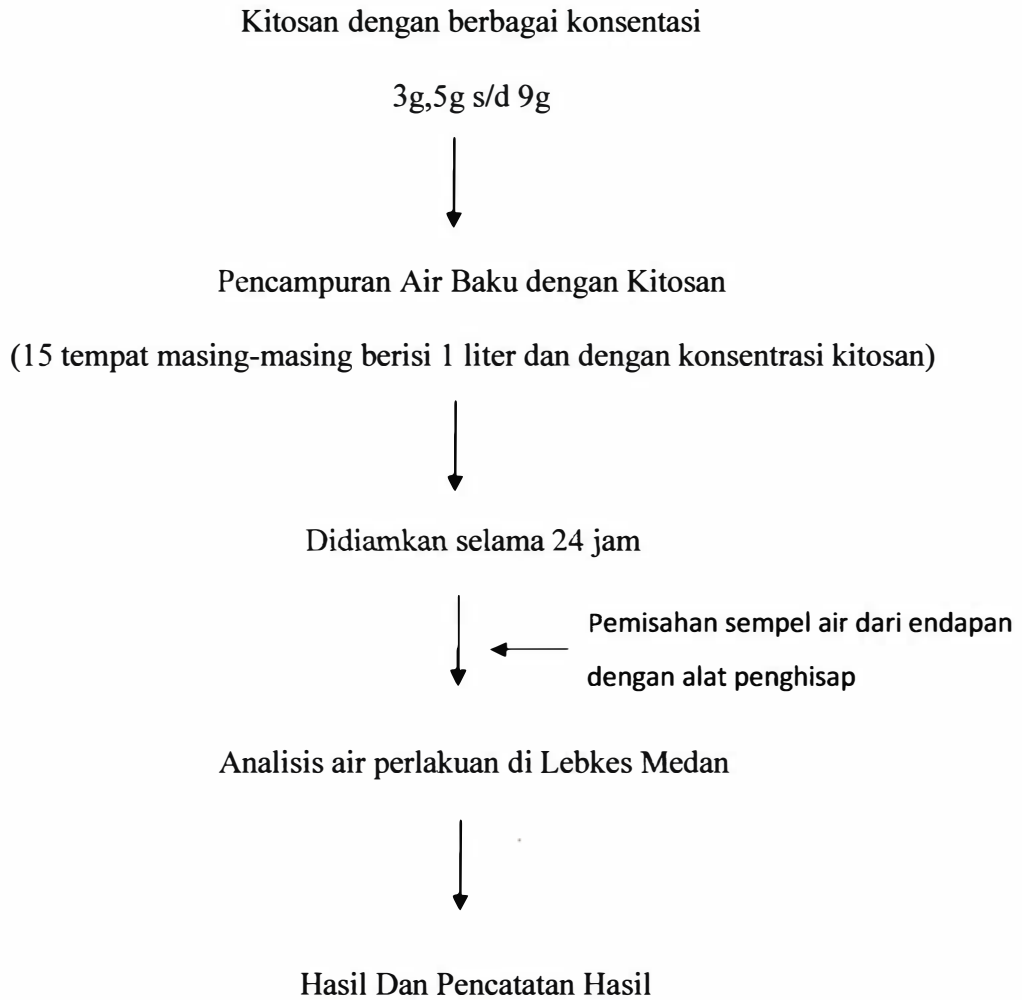 Kitosan dengan berbagai konsentasi
3g,5g s/d 9g
Pencampuran Air Baku dengan Kitosan
(15 tempat masing-masing berisi 1 liter dan dengan konsentrasi kitosan)
Didiamkan selama 24 jam
Pemisahan sempel air dari endapan
dengan alat penghisap
Analisis air perlakuan di Lebkes Medan
Hasil Dan Pencatatan Hasil